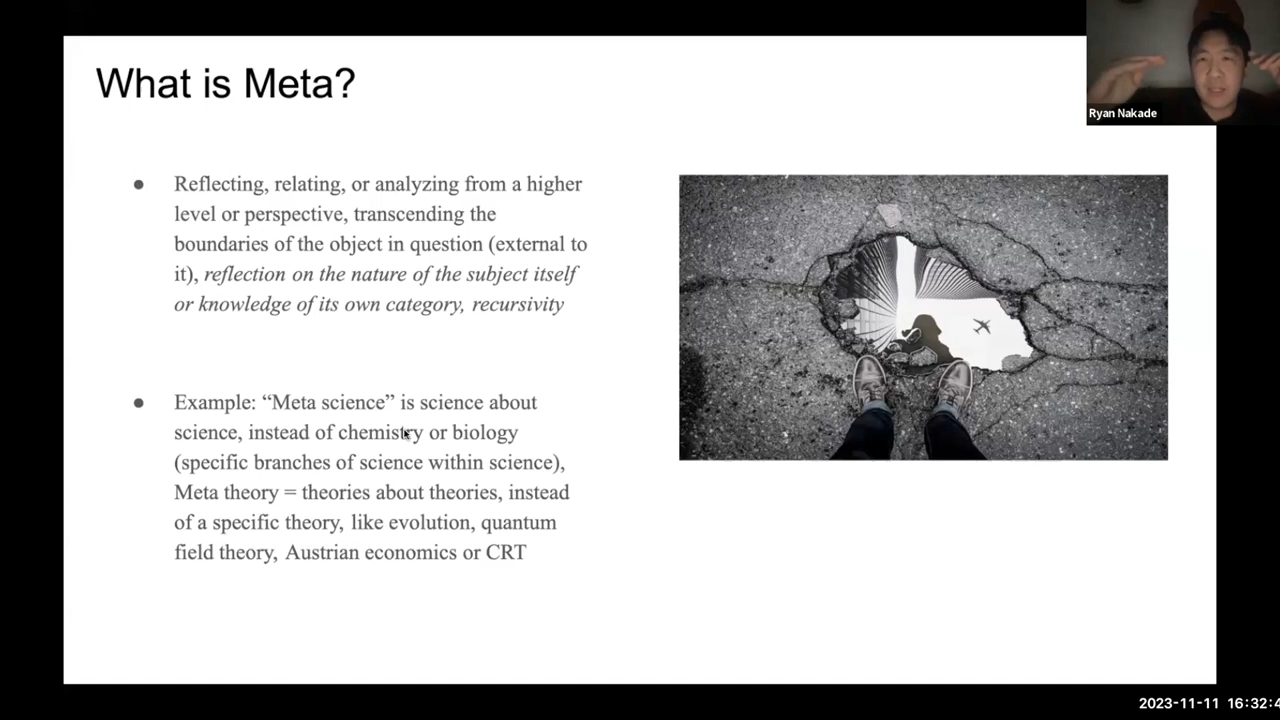 What is Meta?
Ryan Nakade
● Reflecting, relating, or analyzing from a higher
level or perspective, transcending the
boundaries of the object in question (external to
it), reflection on the nature of the subject itself
or knowledge of its own category, recursivity
● Example: “Meta science” is science about
science, instead of chemistry or biology
(specific branches of science within science),
Meta theory = theories about theories, instead
of a specific theory, like evolution, quantum
field theory, Austrian economics or CRT
2023-11-11 16:32:4